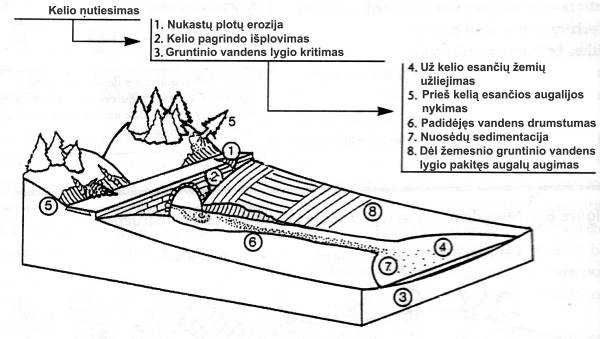 Kelio nutiesimas
1. Nukastų plotų erozija
2. Kelio pagrindo išplovimas
3. Gruntinio vandens lygio kritimas
4. Už kelio esančių žemių
užliejimas
5. Prieš kelią esančios augalijos
nykimas
6. Padidėjęs vandens drumstumas
7. Nuosėdų sedimentacija
8. Dėl žemesnio gruntinio vandens
lygio pakitęs augalų augimas
5
1
2
5
8
6
4
7
3